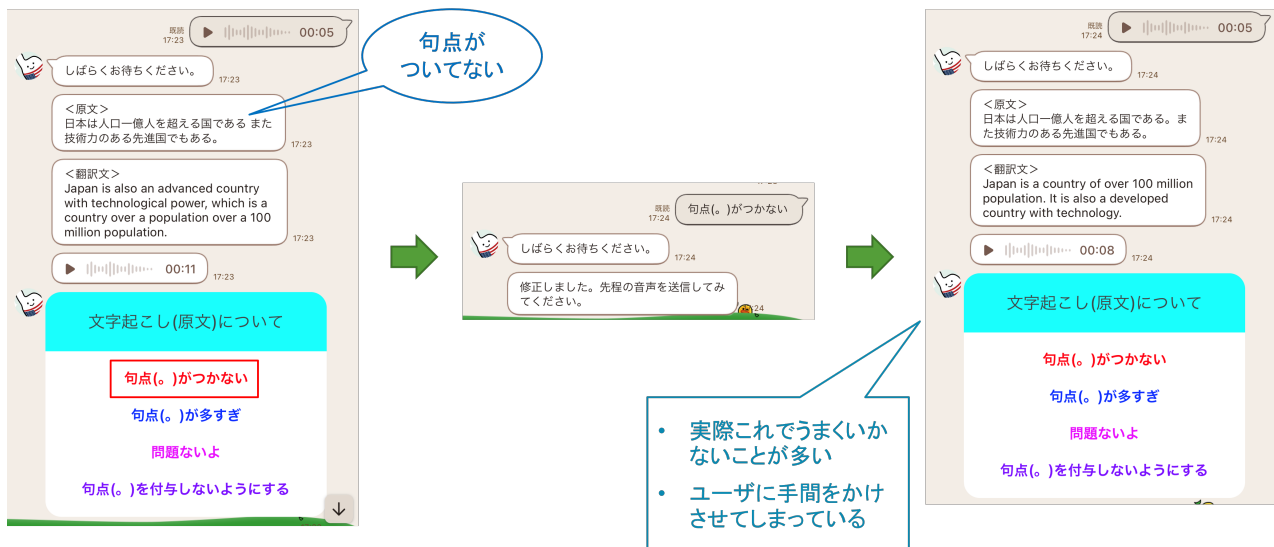 既読
17:23
00:05
しばらくお待ちください。
17:23
＜原文＞
日本は人口一億人を超える国である また
技術力のある先進国でもある。
17:23
＜翻訳文＞
Japan is also an advanced country
with technological power, which is a
country over a population over a 100
million population.
17:23
00:11
17:23
文字起こし(原文)について
句点(。)がつかない
句点(。)が多すぎ
問題ないよ
句点(。)を付与しないようにする
句点が
ついてない
既読
17:24
句点(。)がつかない
しばらくお待ちください。
17:24
修正しました。先程の音声を送信してみ
てください。
24
• 実際これでうまくいか
ないことが多い
• ユーザに手間をかけ
させてしまっている
既読
17:24
00:05
しばらくお待ちください。
17:24
＜原文＞
日本は人口一億人を超える国である。ま
た技術力のある先進国でもある。
17:24
＜翻訳文＞
Japan is a country of over 100 million
population. It is also a developed
country with technology.
17:24
00:08
17:24
文字起こし(原文)について
句点(。)がつかない
句点(。)が多すぎ
問題ないよ
句点(。)を付与しないようにする